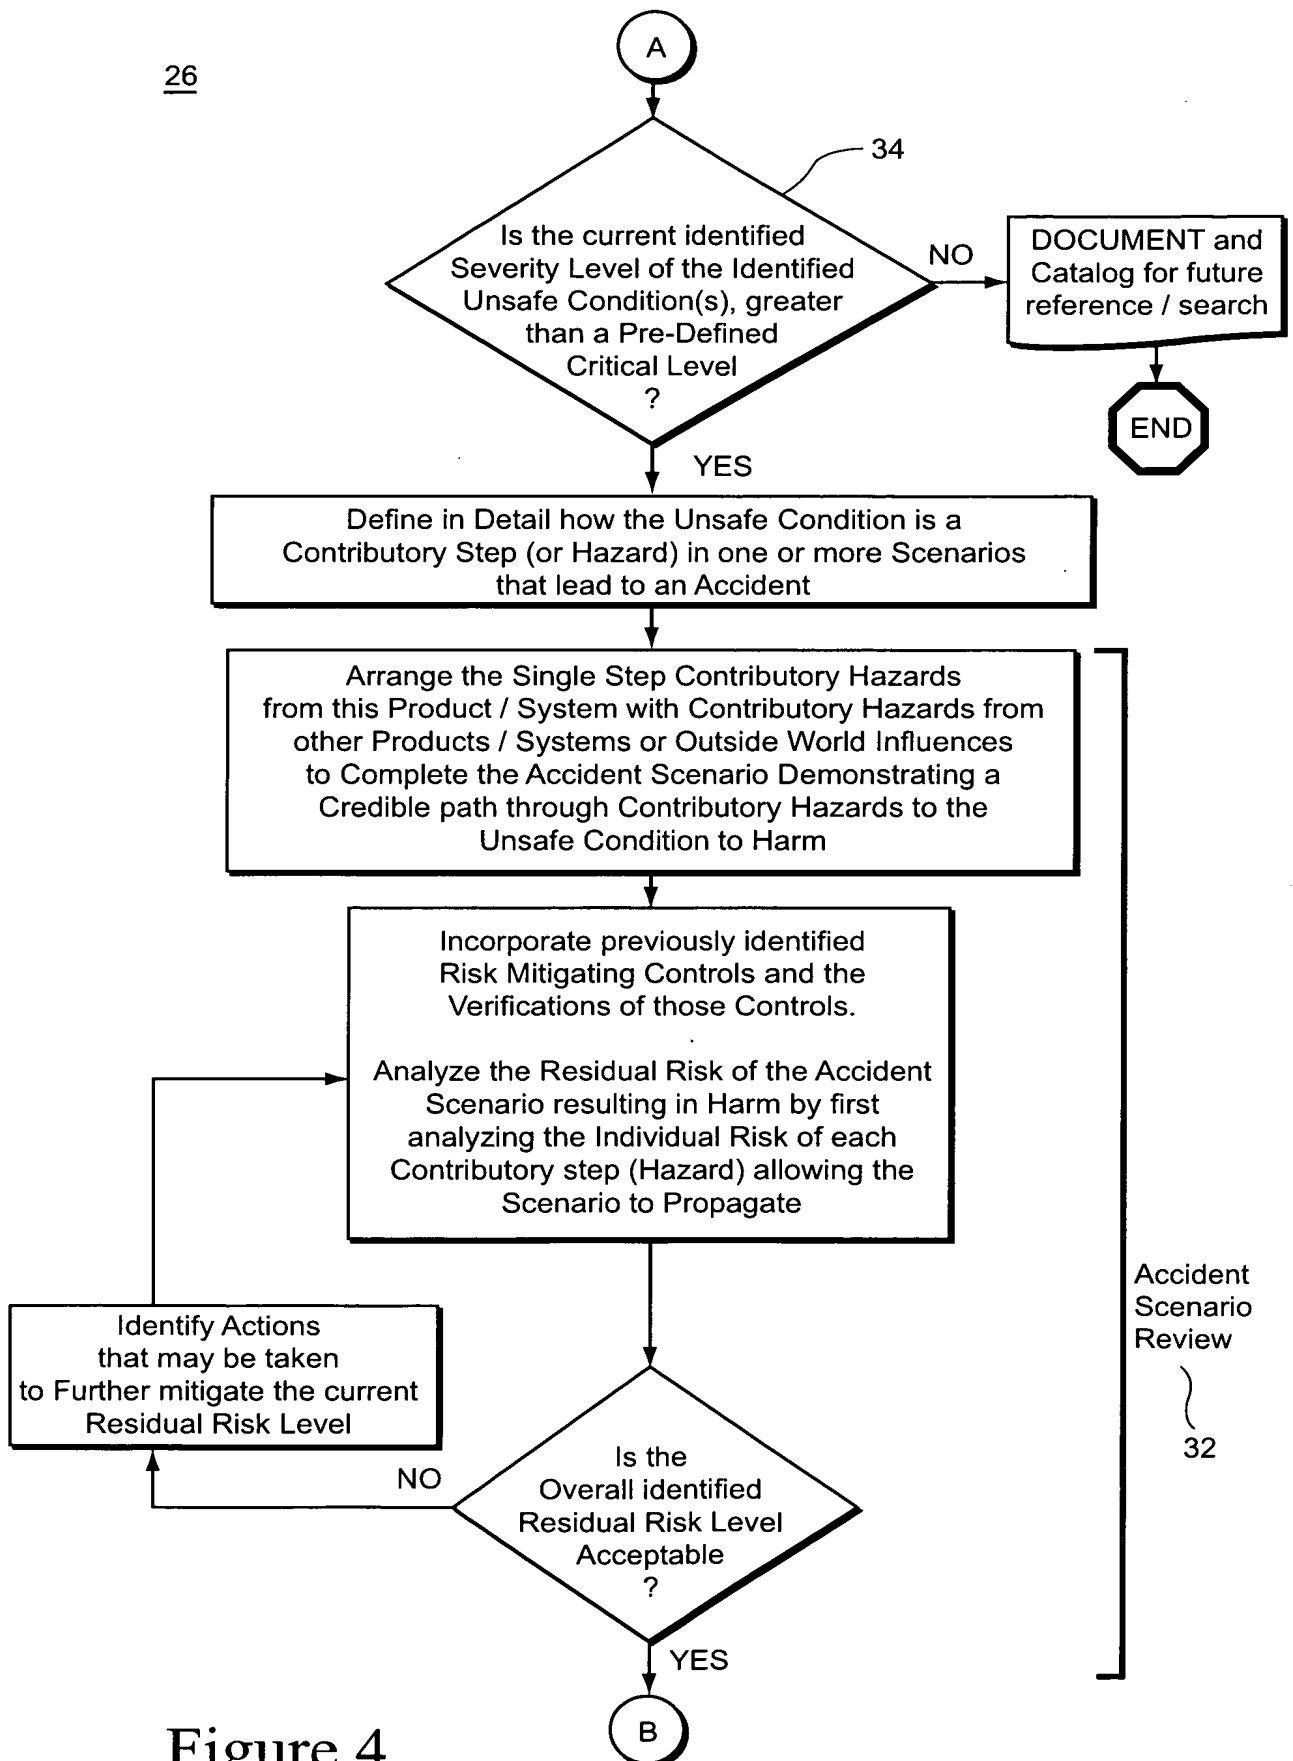 A
26
34
Is the current identified
Severity Level of the Identified
Unsafe Condition(s), greater
than a Pre-Defined
Critical Level
?
NO
DOCUMENT and
Catalog for future
reference / search
END
YES
Define in Detail how the Unsafe Condition is a
Contributory Step (or Hazard) in one or more Scenarios
that lead to an Accident
Arrange the Single Step Contributory Hazards
from this Product / System with Contributory Hazards from
other Products / Systems or Outside World Influences
to Complete the Accident Scenario Demonstrating a
Credible path through Contributory Hazards to the
Unsafe Condition to Harm
Incorporate previously identified
Risk Mitigating Controls and the
Verifications of those Controls.
Analyze the Residual Risk of the Accident
Scenario resulting in Harm by first
analyzing the Individual Risk of each
Contributory step (Hazard) allowing the
Scenario to Propagate
Accident
Scenario
Review
32
Identify Actions
that may be taken
to Further mitigate the current
Residual Risk Level
NO
Is the
Overall identified
Residual Risk Level
Acceptable
?
YES
B
Figure 4